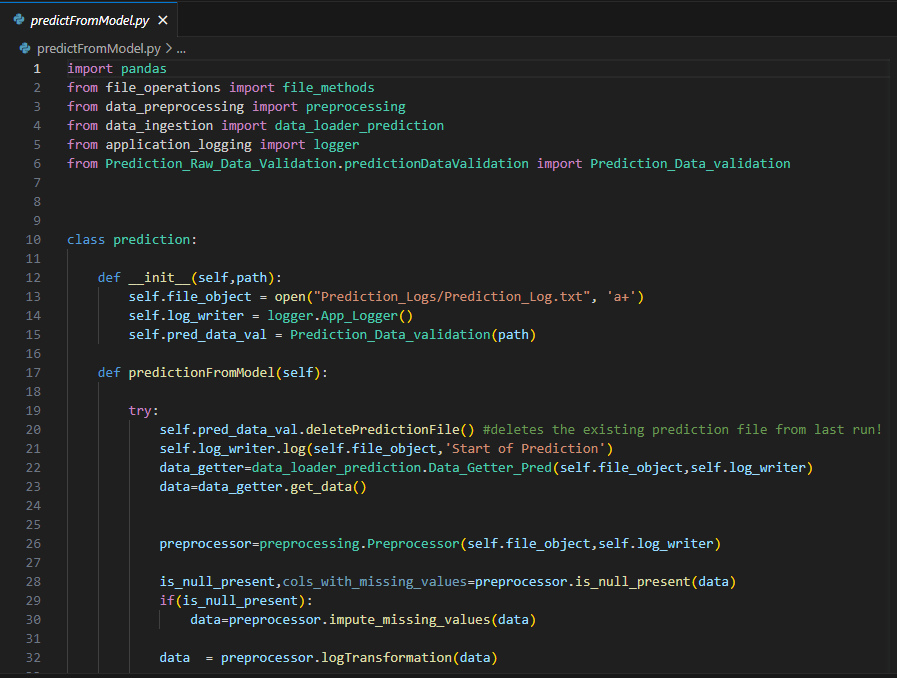 predictFromModel.py
predictFromModel.py > ...
1 import pandas
2 from file_operations import file_methods
3 from data_preprocessing import preprocessing
4 from data_ingestion import data_loader_prediction
5 from application_logging import logger
6 from Prediction_Raw_Data_Validation.predictionDataValidation import Prediction_Data_validation
7
8
9
10 class prediction:
11
12     def __init__(self,path):
13         self.file_object = open("Prediction_Logs/Prediction_Log.txt", 'a+')
14         self.log_writer = logger.App_Logger()
15         self.pred_data_val = Prediction_Data_validation(path)
16
17     def predictionFromModel(self):
18
19         try:
20             self.pred_data_val.deletePredictionFile() #deletes the existing prediction file from last run!
21             self.log_writer.log(self.file_object,'Start of Prediction')
22             data_getter=data_loader_prediction.Data_Getter_Pred(self.file_object,self.log_writer)
23             data=data_getter.get_data()
24
25
26             preprocessor=preprocessing.Preprocessor(self.file_object,self.log_writer)
27
28             is_null_present,cols_with_missing_values=preprocessor.is_null_present(data)
29             if(is_null_present):
30                 data=preprocessor.impute_missing_values(data)
31
32             data  = preprocessor.logTransformation(data)